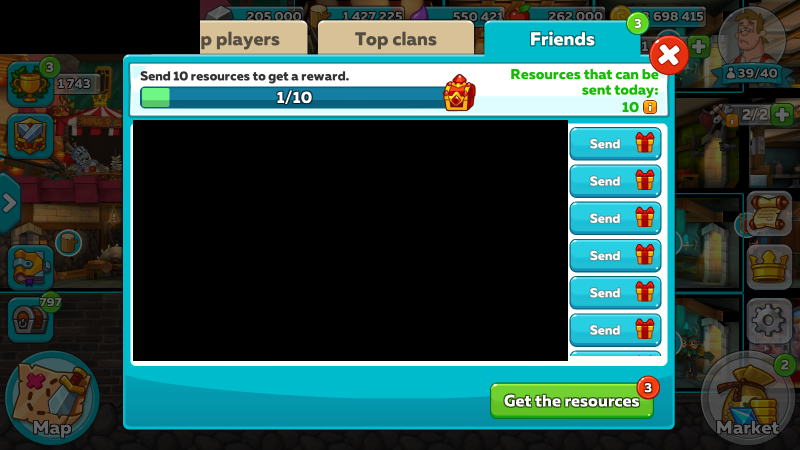 205 000
1 427 225
550 421
262 000
698 415
p players
Top clans
Friends
3
3
1743
Send 10 resources to get a reward.
1/10
Resources that can be
sent today:
10
39/40
2/2
Send
Send
Send
Send
Send
Send
797
Get the resources
3
2
Map
Market